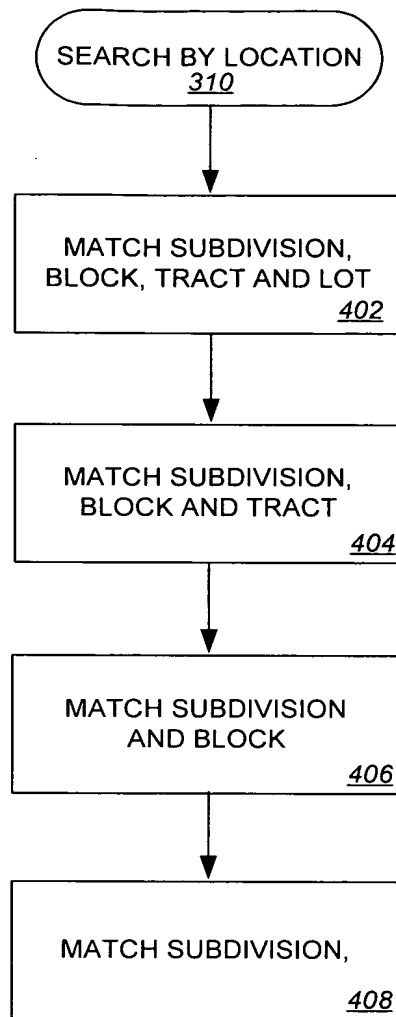 SEARCH BY LOCATION
310
MATCH SUBDIVISION,
BLOCK, TRACT AND LOT
402
MATCH SUBDIVISION,
BLOCK AND TRACT
404
MATCH SUBDIVISION
AND BLOCK
406
MATCH SUBDIVISION,
408